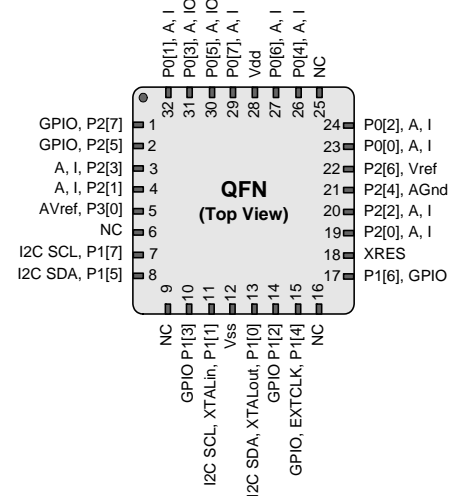 P0[1], A, I
P0[3], A, IO
P0[5], A, IO
P0[7], A, I
Vdd
P0[6], A, I
P0[4], A, I
NC
32
31
30
29
28
27
26
25
GPIO, P2[7] 1
GPIO, P2[5] 2
A, I, P2[3] 3
A, I, P2[1] 4
AVref, P3[0] 5
NC 6
I2C SCL, P1[7] 7
I2C SDA, P1[5] 8
QFN
(Top View)
24 P0[2], A, I
23 P0[0], A, I
22 P2[6], Vref
21 P2[4], AGnd
20 P2[2], A, I
19 P2[0], A, I
18 XRES
17 P1[6], GPIO
9
10
11
12
13
14
15
16
NC
GPIO P1[3]
I2C SCL, XTALin, P1[1]
Vss
I2C SDA, XTALout, P1[0]
GPIO P1[2]
GPIO, EXTCLK, P1[4]
NC